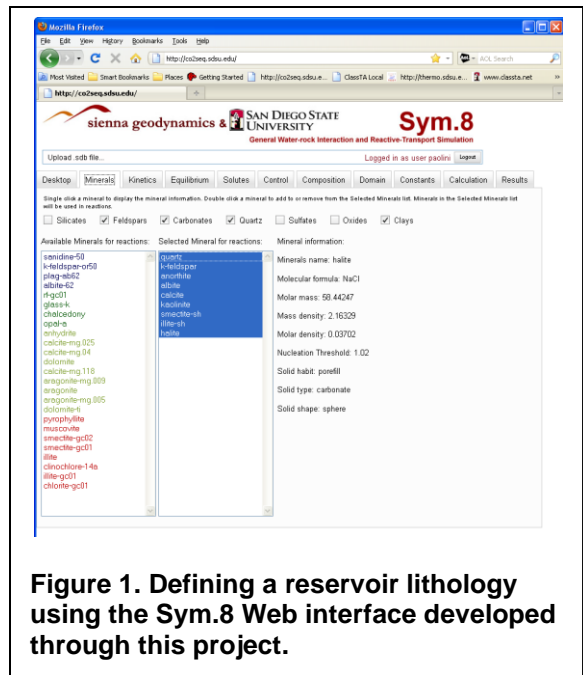 Mozilla Firefox
File Edit View History Bookmarks Tools Help
http://co2seq.sdsu.edu/
AOL Search
Most Visited Smart Bookmarks Places Getting Started http://co2seq.sdsu.e... ClassTA Local http://thermo.sdsu.e... www.classta.net »
http://co2seq.sdsu.edu/
sienna geodynamics & SAN DIEGO STATE UNIVERSITY
Sym.8
General Water-rock Interaction and Reactive-Transport Simulation
Upload .sdb file... Logged in as user paolini Logout
Desktop Minerals Kinetics Equilibrium Solutes Control Composition Domain Constants Calculation Results
Single click a mineral to display the mineral information. Double click a mineral to add to or remove from the Selected Minerals list. Minerals in the Selected Minerals list
will be used in reactions.
Silicates Feldspars Carbonates Quartz Sulfates Oxides Clays
Available Minerals for reactions: Selected Mineral for reactions: Mineral information:
sanidine-50
k-feldspar-or50
plag-ab62
albite-62
rf-gc01
glass-k
chalcedony
opal-a
anhydrite
calcite-mg.025
calcite-mg.04
dolomite
calcite-mg.118
aragonite-mg.009
aragonite
aragonite-mg.005
dolomite-ti
pyrophyllite
muscovite
smectite-gc02
smectite-gc01
illite
clinochlore-14a
illite-gc01
chlorite-gc01
quartz
k-feldspar
anorthite
albite
calcite
kaolinite
smectite-sh
illite-sh
halite
Minerals name: halite
Molecular formula: NaCl
Molar mass: 58.44247
Mass density: 2.16329
Molar density: 0.03702
Nucleation Threshold: 1.02
Solid habit: porefill
Solid type: carbonate
Solid shape: sphere
Figure 1. Defining a reservoir lithology
using the Sym.8 Web interface developed
through this project.